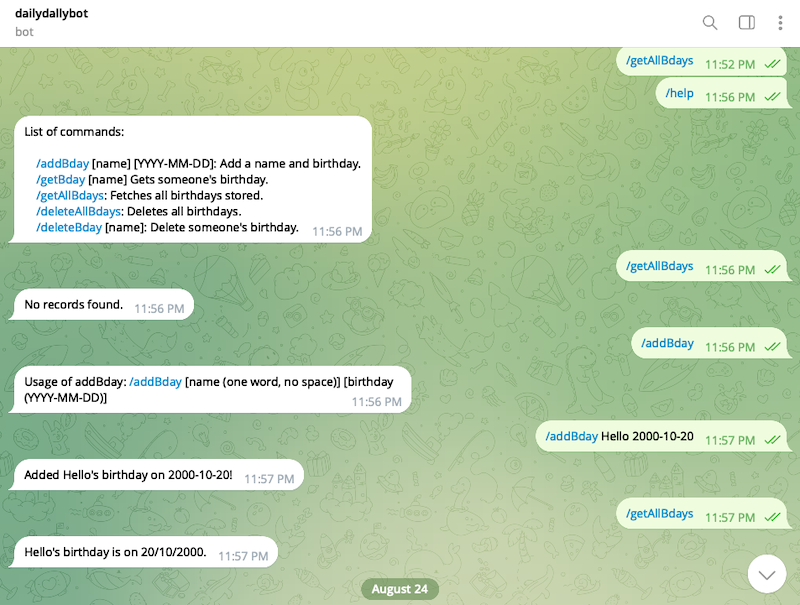 dailydallybot
bot
/getAllBdays 11:52 PM
/help 11:56 PM
List of commands:
/addBday [name] [YYYY-MM-DD]: Add a name and birthday.
/getBday [name] Gets someone's birthday.
/getAllBdays: Fetches all birthdays stored.
/deleteAllBdays: Deletes all birthdays.
/deleteBday [name]: Delete someone's birthday. 11:56 PM
/getAllBdays 11:56 PM
No records found. 11:56 PM
/addBday 11:56 PM
Usage of addBday: /addBday [name (one word, no space)] [birthday
(YYYY-MM-DD)] 11:56 PM
/addBday Hello 2000-10-20 11:57 PM
Added Hello's birthday on 2000-10-20! 11:57 PM
/getAllBdays 11:57 PM
Hello's birthday is on 20/10/2000. 11:57 PM
August 24